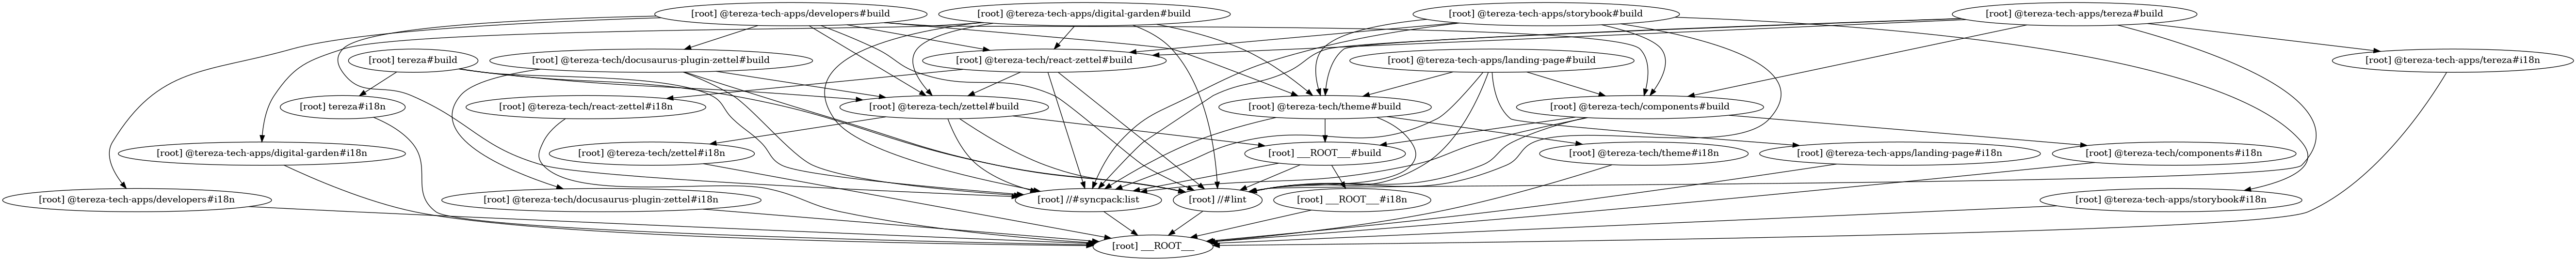 [root] @tereza-tech-apps/developers#build
[root] @tereza-tech-apps/digital-garden#build
[root] @tereza-tech-apps/storybook#build
[root] @tereza-tech-apps/tereza#build
[root] tereza#build
[root] @tereza-tech/docusaurus-plugin-zettel#build
[root] @tereza-tech/react-zettel#build
[root] @tereza-tech-apps/landing-page#build
[root] @tereza-tech-apps/tereza#i18n
[root] tereza#i18n
[root] @tereza-tech/react-zettel#i18n
[root] @tereza-tech/zettel#build
[root] @tereza-tech/theme#build
[root] @tereza-tech/components#build
[root] @tereza-tech-apps/digital-garden#i18n
[root] @tereza-tech/zettel#i18n
[root] ___ROOT___#build
[root] @tereza-tech/theme#i18n
[root] @tereza-tech-apps/landing-page#i18n
[root] @tereza-tech/components#i18n
[root] @tereza-tech-apps/developers#i18n
[root] @tereza-tech/docusaurus-plugin-zettel#i18n
[root] //#syncpack:list
[root] //#lint
[root] ___ROOT___#i18n
[root] @tereza-tech-apps/storybook#i18n
[root] ___ROOT___